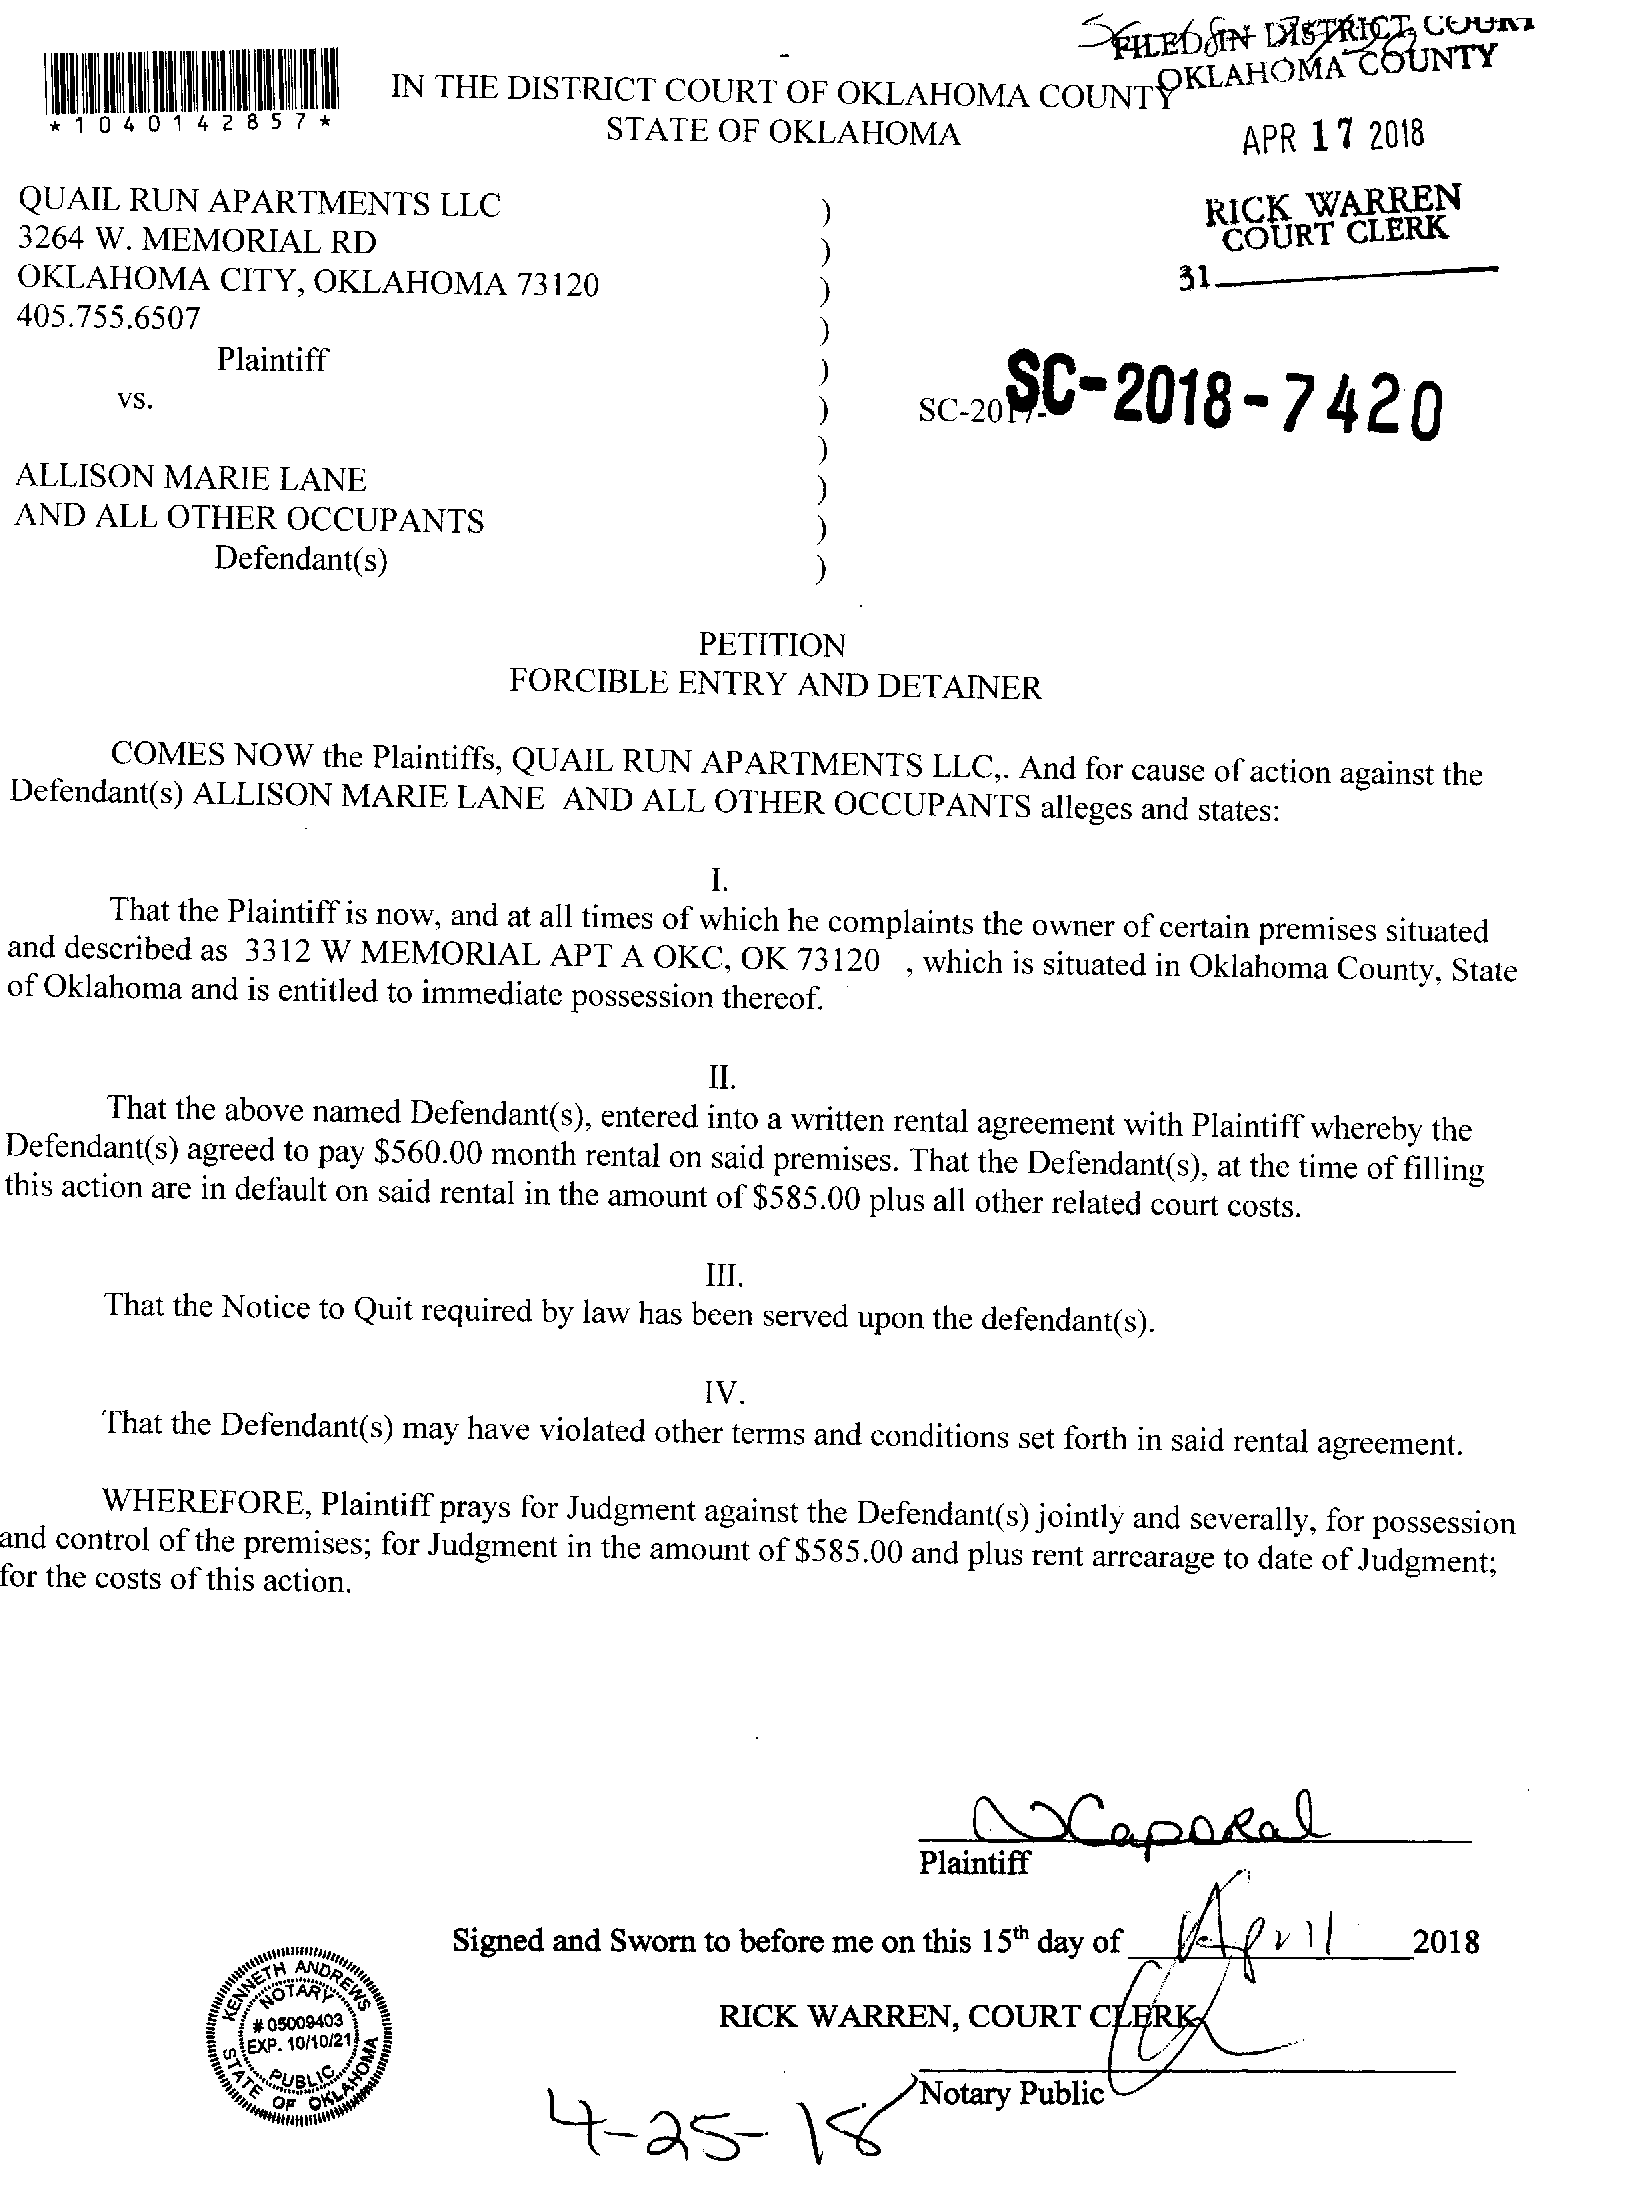 FILED IN DISTRICT COURT
OKLAHOMA COUNTY
*1040142857*
IN THE DISTRICT COURT OF OKLAHOMA COUNTY
STATE OF OKLAHOMA
APR 17 2018
RICK WARREN
COURT CLERK
31
QUAIL RUN APARTMENTS LLC )
3264 W. MEMORIAL RD )
OKLAHOMA CITY, OKLAHOMA 73120 )
405.755.6507 )
Plaintiff )
vs. ) SC-2017- SC-2018-7420
)
ALLISON MARIE LANE )
AND ALL OTHER OCCUPANTS )
Defendant(s) )
PETITION
FORCIBLE ENTRY AND DETAINER
COMES NOW the Plaintiffs, QUAIL RUN APARTMENTS LLC,. And for cause of action against the
Defendant(s) ALLISON MARIE LANE AND ALL OTHER OCCUPANTS alleges and states:
I.
That the Plaintiff is now, and at all times of which he complaints the owner of certain premises situated
and described as 3312 W MEMORIAL APT A OKC, OK 73120 , which is situated in Oklahoma County, State
of Oklahoma and is entitled to immediate possession thereof.
II.
That the above named Defendant(s), entered into a written rental agreement with Plaintiff whereby the
Defendant(s) agreed to pay $560.00 month rental on said premises. That the Defendant(s), at the time of filling
this action are in default on said rental in the amount of $585.00 plus all other related court costs.
III.
That the Notice to Quit required by law has been served upon the defendant(s).
IV.
That the Defendant(s) may have violated other terms and conditions set forth in said rental agreement.
WHEREFORE, Plaintiff prays for Judgment against the Defendant(s) jointly and severally, for possession
and control of the premises; for Judgment in the amount of $585.00 and plus rent arrearage to date of Judgment;
for the costs of this action.
N Caporal
Plaintiff
Signed and Sworn to before me on this 15th day of April 2018
RICK WARREN, COURT CLERK
Notary Public
KENNETH ANDREWS
NOTARY
# 05009403
EXP. 10/10/21
PUBLIC
STATE OF OKLAHOMA
4-25-18